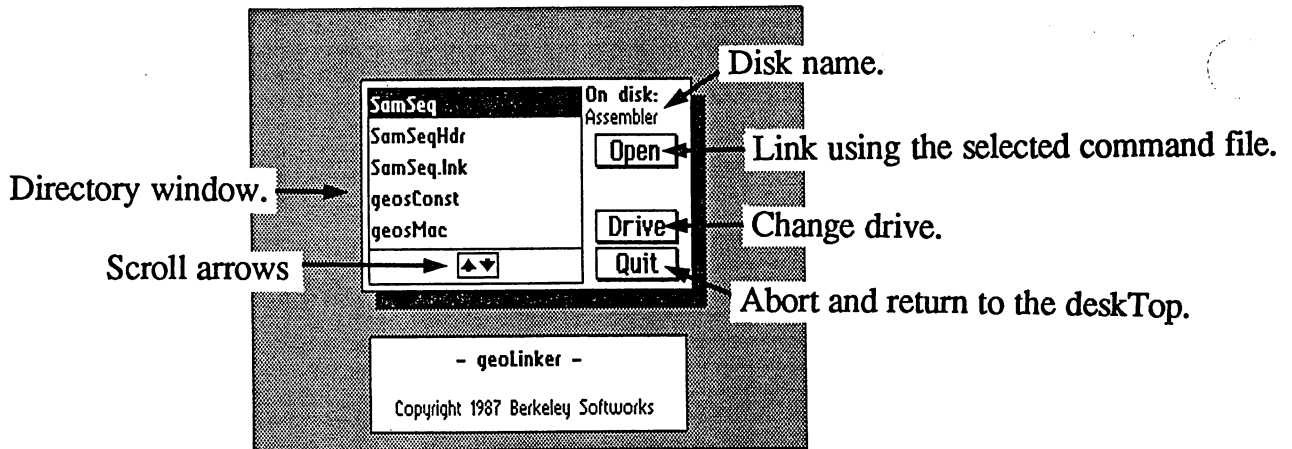 Disk name.
SamSeq
On disk:
Assembler
SamSeqHdr
Open
Link using the selected command file.
SamSeq.lnk
Directory window.
geosConst
geosMac
Drive
Change drive.
Scroll arrows
Quit
Abort and return to the deskTop.
- geoLinker -
Copyright 1987 Berkeley Softworks